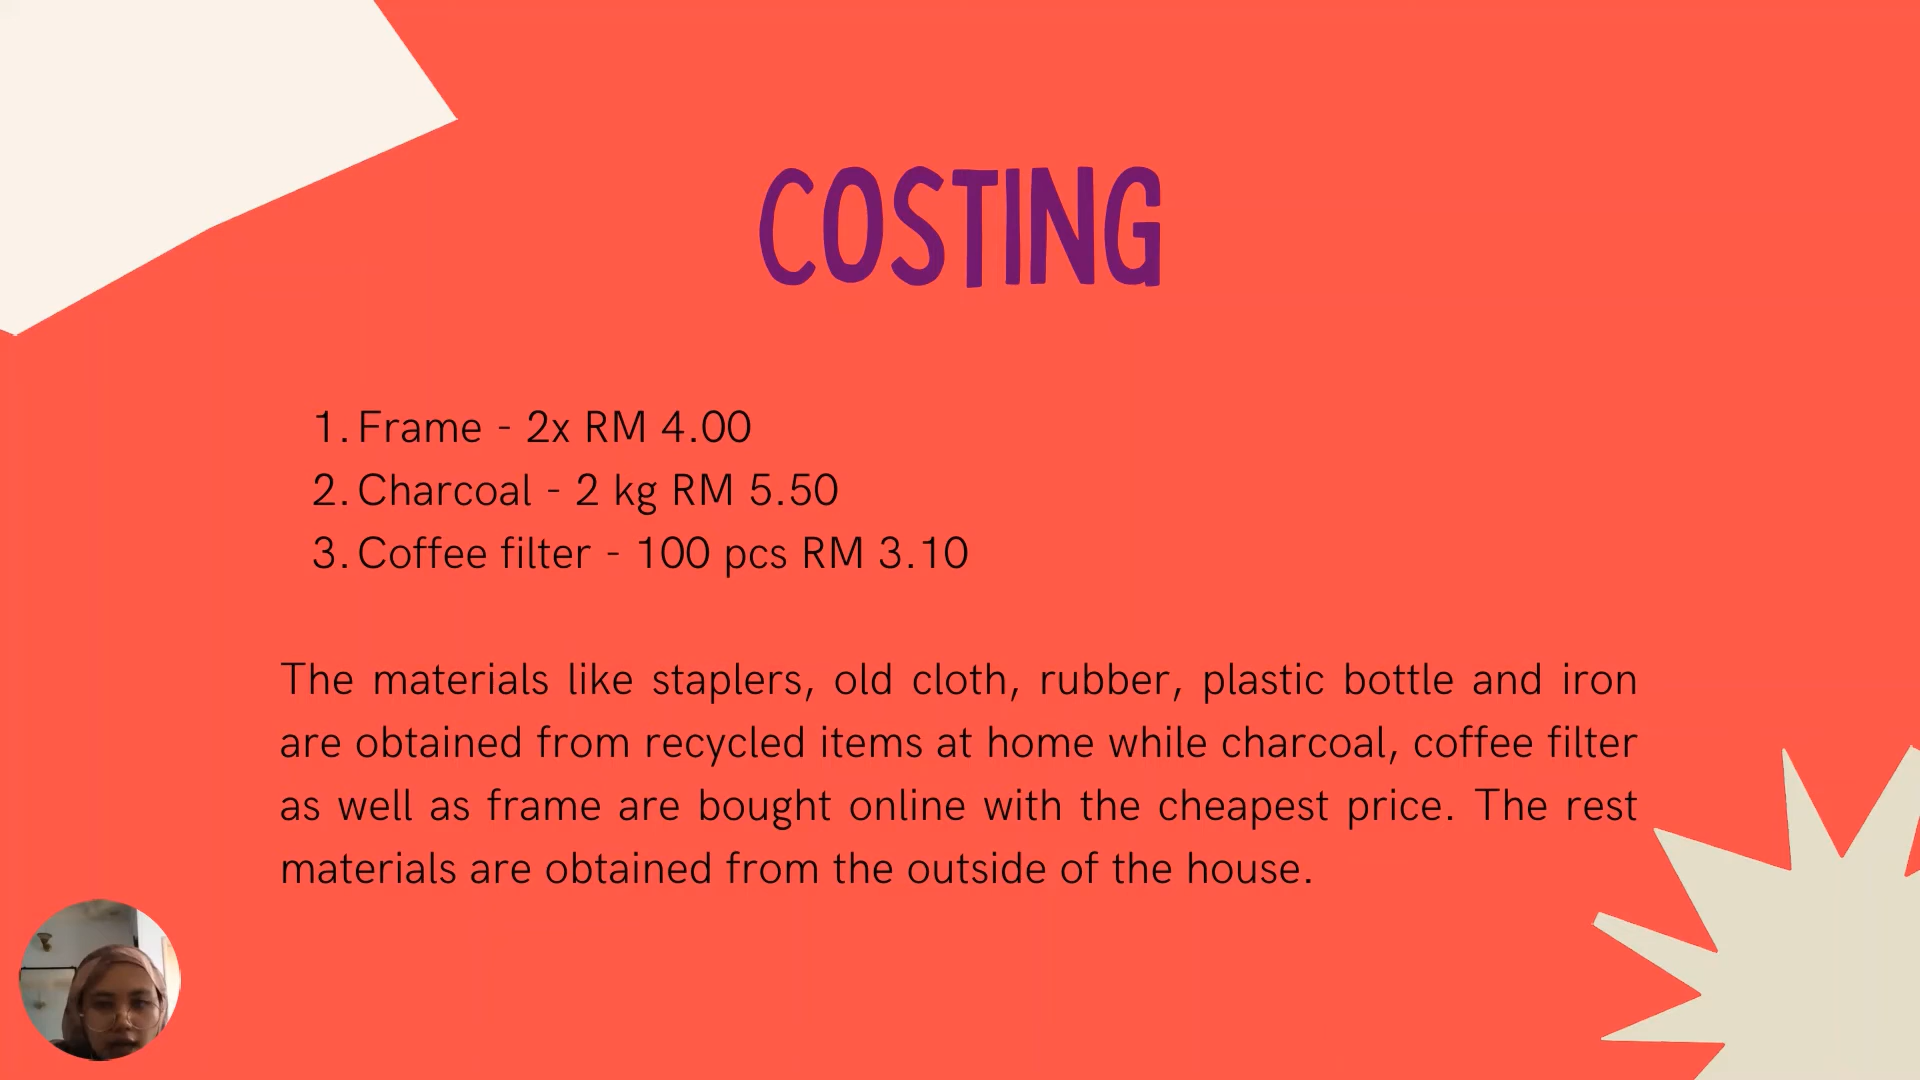 COSTING
1. Frame - 2x RM 4.00
2. Charcoal - 2 kg RM 5.50
3. Coffee filter - 100 pcs RM 3.10
The materials like staplers, old cloth, rubber, plastic bottle and iron
are obtained from recycled items at home while charcoal, coffee filter
as well as frame are bought online with the cheapest price. The rest
materials are obtained from the outside of the house.